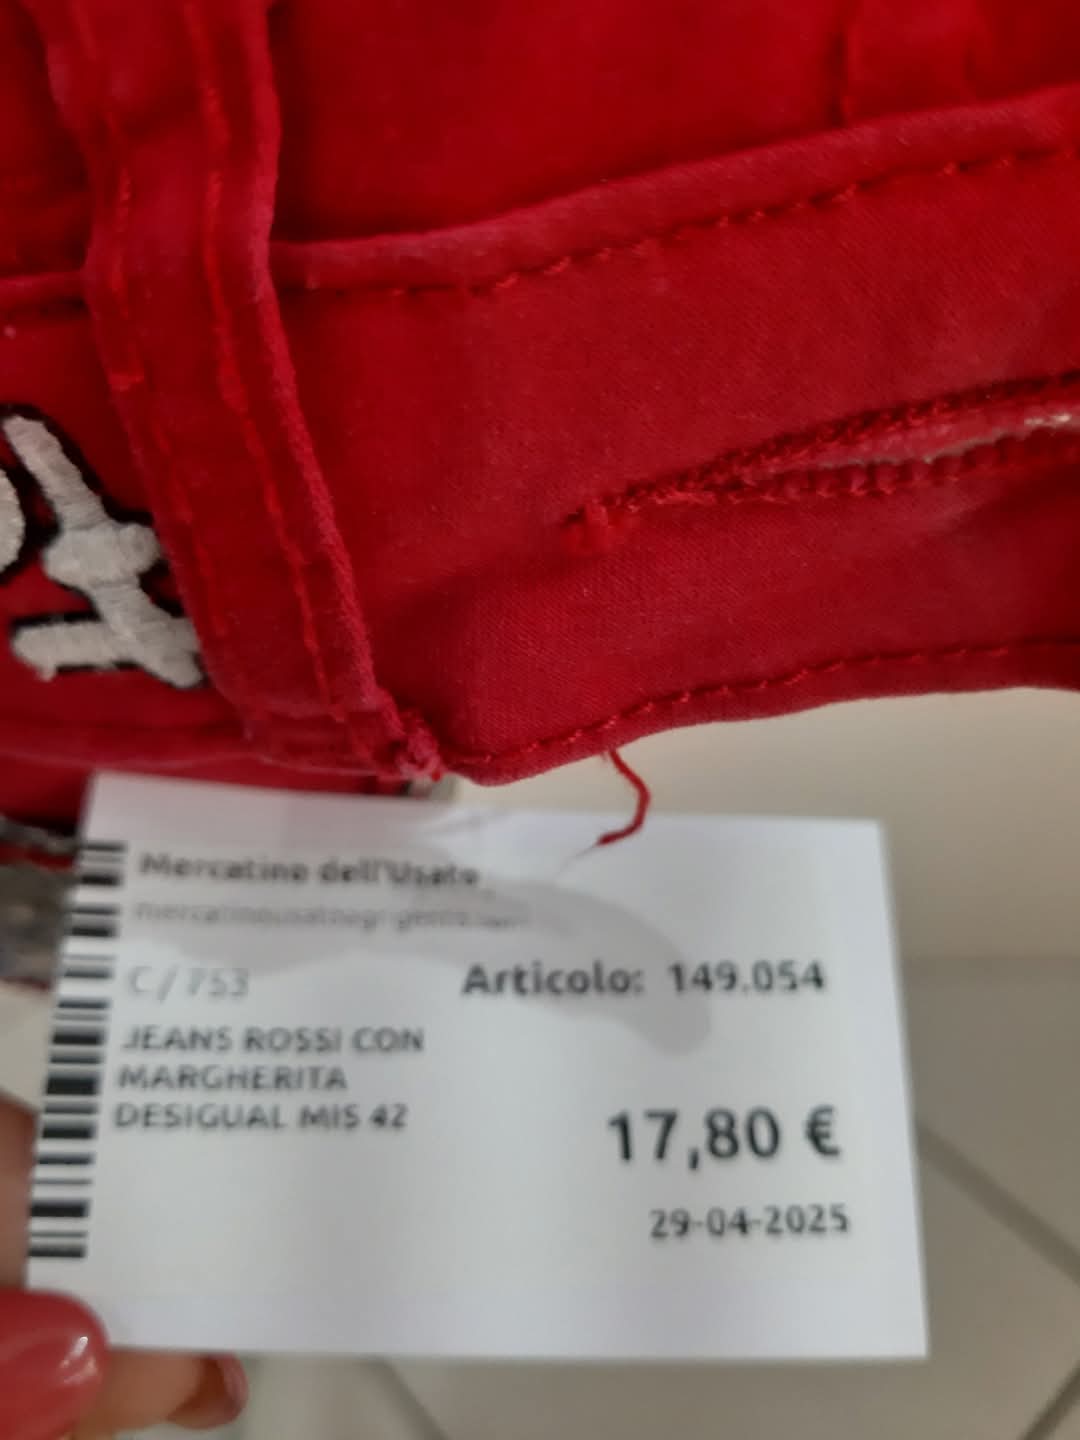 Mercatino dell'Usato
C / 753 Articolo: 149.054
JEANS ROSSI CON
MARGHERITA
DESIGUAL MIS 42
17,80 €
29-04-2025